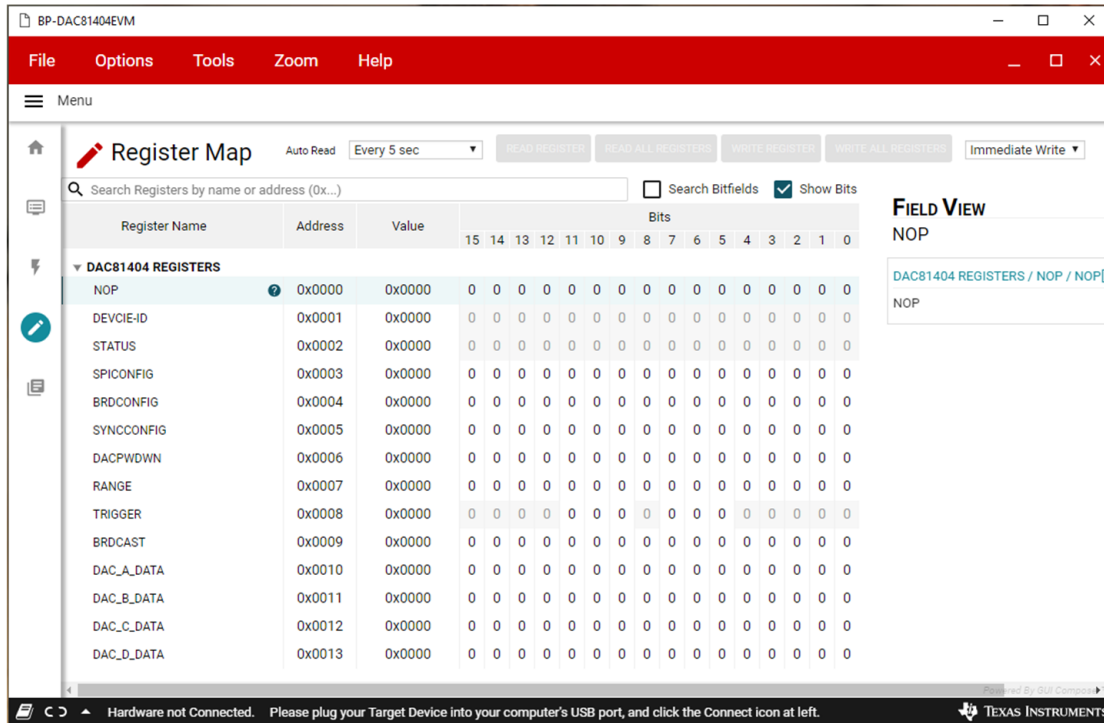 BP-DAC81404EVM
File Options Tools Zoom Help
Menu
Register Map Auto Read Every 5 sec READ REGISTER READ ALL REGISTERS WRITE REGISTER WRITE ALL REGISTERS Immediate Write
Search Registers by name or address (0x...) Search Bitfields Show Bits
Register Name Address Value Bits
15 14 13 12 11 10 9 8 7 6 5 4 3 2 1 0
DAC81404 REGISTERS
NOP ? 0x0000 0x0000 0 0 0 0 0 0 0 0 0 0 0 0 0 0 0 0
DEVCIE-ID 0x0001 0x0000 0 0 0 0 0 0 0 0 0 0 0 0 0 0 0 0
STATUS 0x0002 0x0000 0 0 0 0 0 0 0 0 0 0 0 0 0 0 0 0
SPICONFIG 0x0003 0x0000 0 0 0 0 0 0 0 0 0 0 0 0 0 0 0 0
BRDCONFIG 0x0004 0x0000 0 0 0 0 0 0 0 0 0 0 0 0 0 0 0 0
SYNCCONFIG 0x0005 0x0000 0 0 0 0 0 0 0 0 0 0 0 0 0 0 0 0
DACPWDWN 0x0006 0x0000 0 0 0 0 0 0 0 0 0 0 0 0 0 0 0 0
RANGE 0x0007 0x0000 0 0 0 0 0 0 0 0 0 0 0 0 0 0 0 0
TRIGGER 0x0008 0x0000 0 0 0 0 0 0 0 0 0 0 0 0 0 0 0 0
BRDCAST 0x0009 0x0000 0 0 0 0 0 0 0 0 0 0 0 0 0 0 0 0
DAC_A_DATA 0x0010 0x0000 0 0 0 0 0 0 0 0 0 0 0 0 0 0 0 0
DAC_B_DATA 0x0011 0x0000 0 0 0 0 0 0 0 0 0 0 0 0 0 0 0 0
DAC_C_DATA 0x0012 0x0000 0 0 0 0 0 0 0 0 0 0 0 0 0 0 0 0
DAC_D_DATA 0x0013 0x0000 0 0 0 0 0 0 0 0 0 0 0 0 0 0 0 0
FIELD VIEW
NOP
DAC81404 REGISTERS / NOP / NOP[
NOP
Powered By GUI Compose
Hardware not Connected. Please plug your Target Device into your computer's USB port, and click the Connect icon at left. TEXAS INSTRUMENTS